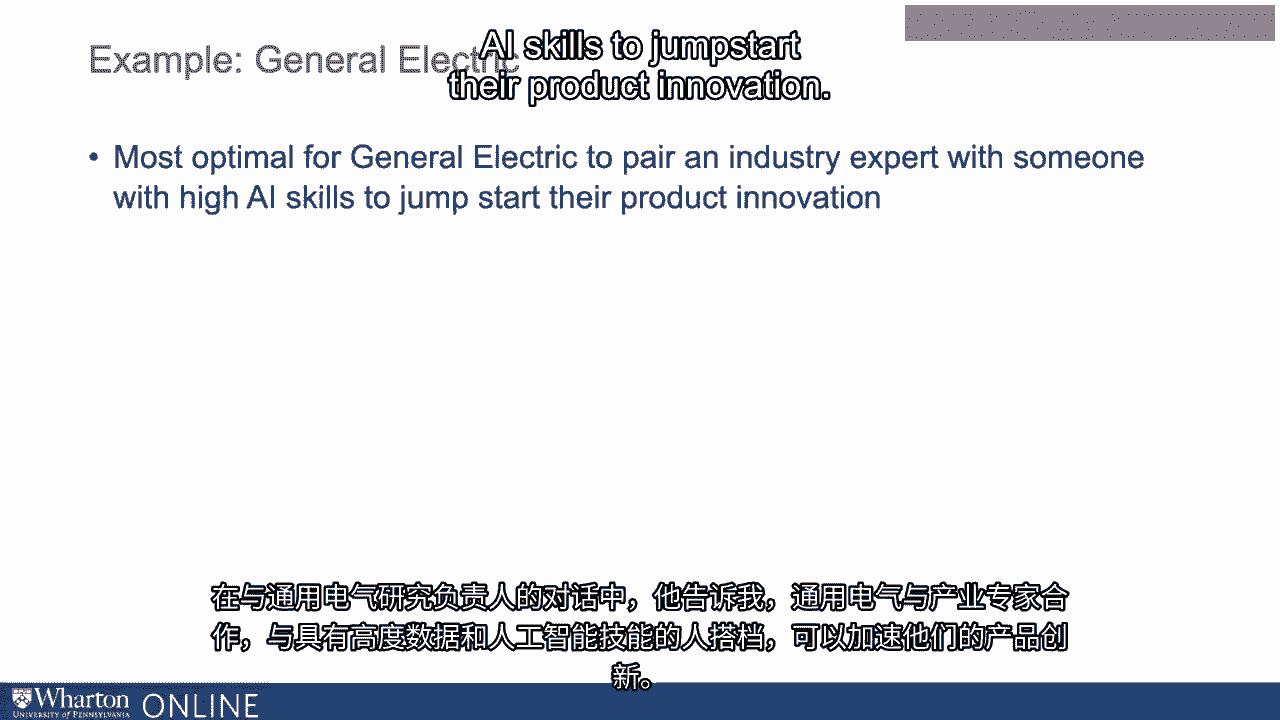 Example: General Electric
AI skills to jumpstart
their product innovation.
• Most optimal for General Electric to pair an industry expert with someone
with high AI skills to jump start their product innovation
在与通用电气研究负责人的对话中，他告诉我，通用电气与产业专家合
作，与具有高度数据和人工智能技能的人搭档，可以加速他们的产品创
新。
Wharton
UNIVERSITY of PENNSYLVANIA
ONLINE